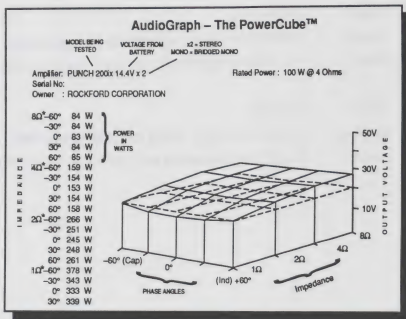 AudioGraph – The PowerCube™
MODEL BEING TESTED
VOLTAGE FROM BATTERY
x2 = STEREO
MONO = BRIDGED MONO
Amplifier: PUNCH 200ix 14.4V x 2
Rated Power : 100 W @ 4 Ohms
Serial No:
Owner : ROCKFORD CORPORATION
IMPEDANCE
8Ω -60° 84 W
-30° 84 W
0° 83 W
30° 84 W
60° 85 W
4Ω -60° 159 W
-30° 154 W
0° 153 W
30° 154 W
60° 158 W
2Ω -60° 266 W
-30° 251 W
0° 245 W
30° 248 W
60° 261 W
1Ω -60° 378 W
-30° 343 W
0° 333 W
30° 339 W
POWER IN WATTS
50V
30V
10V
OUTPUT VOLTAGE
8Ω
4Ω
2Ω
1Ω
Impedance
-60° (Cap)
0°
(Ind) +60°
PHASE ANGLES